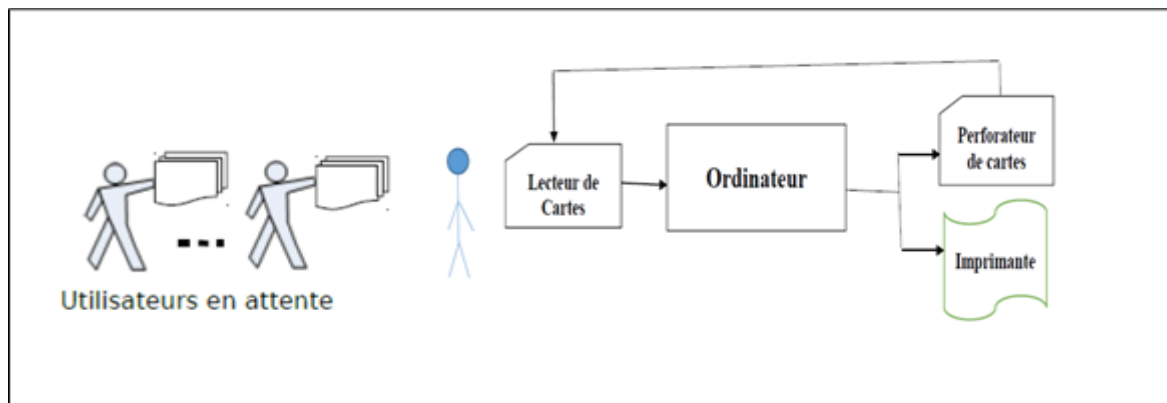 Utilisateurs en attente
Lecteur de
Cartes
Ordinateur
Perforateur
de cartes
Imprimante